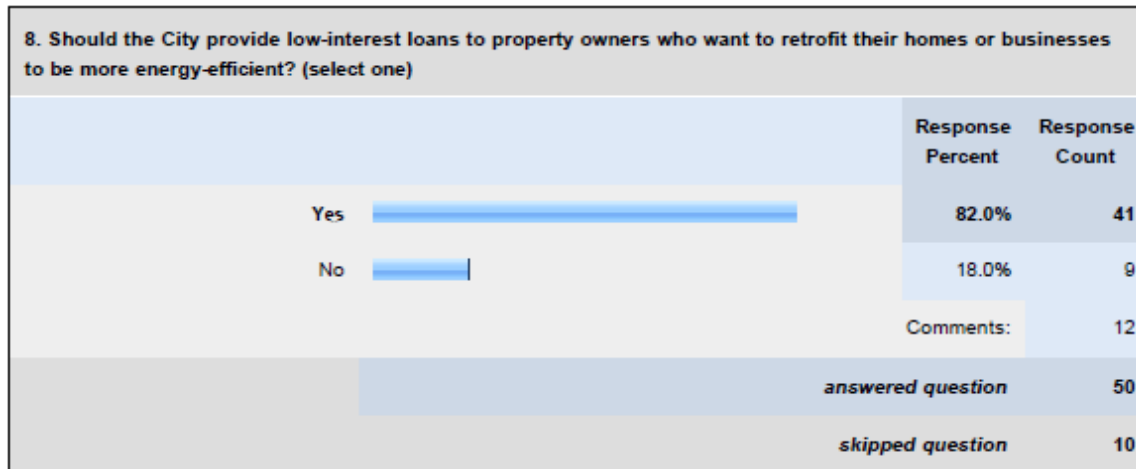 8. Should the City provide low-interest loans to property owners who want to retrofit their homes or businesses
to be more energy-efficient? (select one)
Response Percent Response Count
Yes 82.0% 41
No 18.0% 9
Comments: 12
answered question 50
skipped question 10